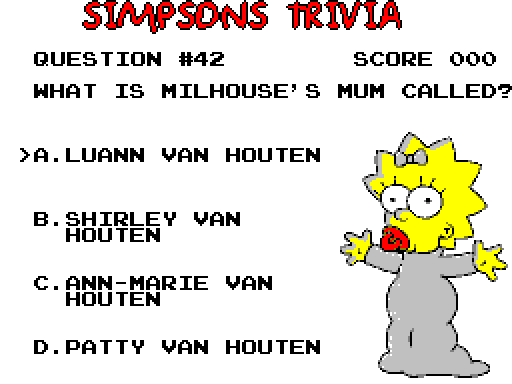 SIMPSONS TRIVIA
QUESTION #42 SCORE 000
WHAT IS MILHOUSE'S MUM CALLED?
>A.LUANN VAN HOUTEN
B.SHIRLEY VAN
HOUTEN
C.ANN-MARIE VAN
HOUTEN
D.PATTY VAN HOUTEN